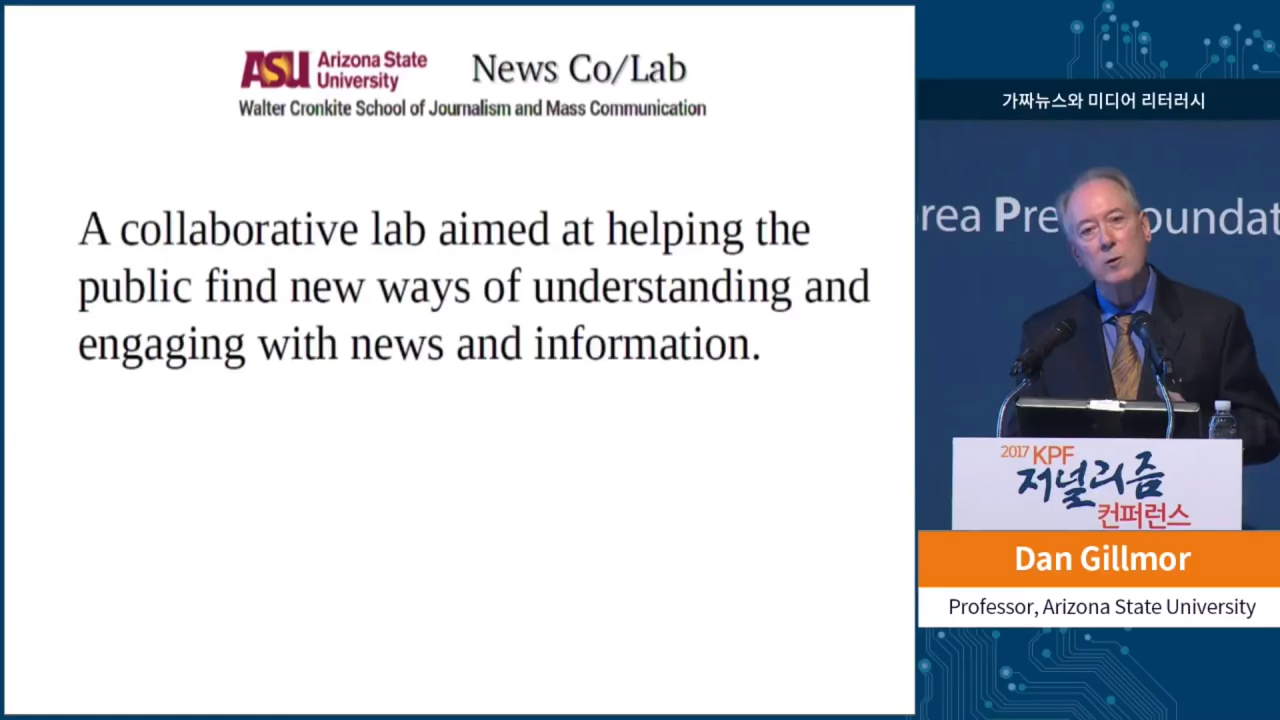 ASU Arizona State
University
News Co/Lab
Walter Cronkite School of Journalism and Mass Communication
A collaborative lab aimed at helping the
public find new ways of understanding and
engaging with news and information.
가짜뉴스와 미디어 리터러시
rea Pre oundat
2017 KPF
저널리즘
컨퍼런스
Dan Gillmor
Professor, Arizona State University